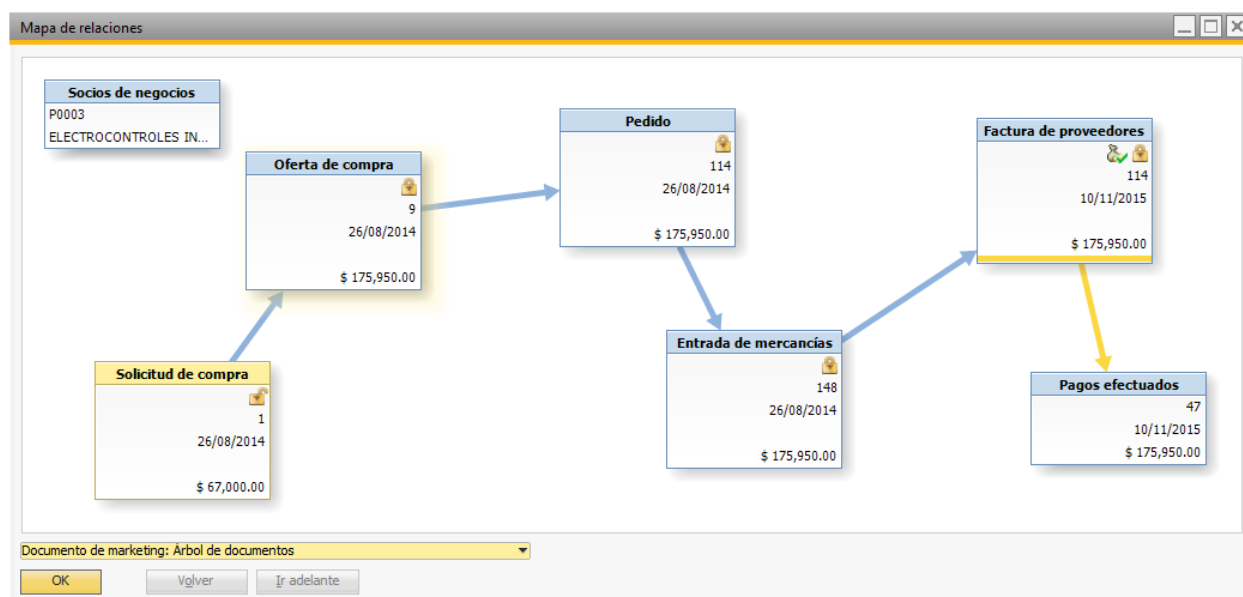 Mapa de relaciones
Socios de negocios
P0003
ELECTROCONTROLES IN...
Oferta de compra
9
26/08/2014
$ 175,950.00
Pedido
114
26/08/2014
$ 175,950.00
Factura de proveedores
114
10/11/2015
$ 175,950.00
Solicitud de compra
1
26/08/2014
$ 67,000.00
Entrada de mercancías
148
26/08/2014
$ 175,950.00
Pagos efectuados
47
10/11/2015
$ 175,950.00
Documento de marketing: Árbol de documentos
OK
Volver
Ir adelante